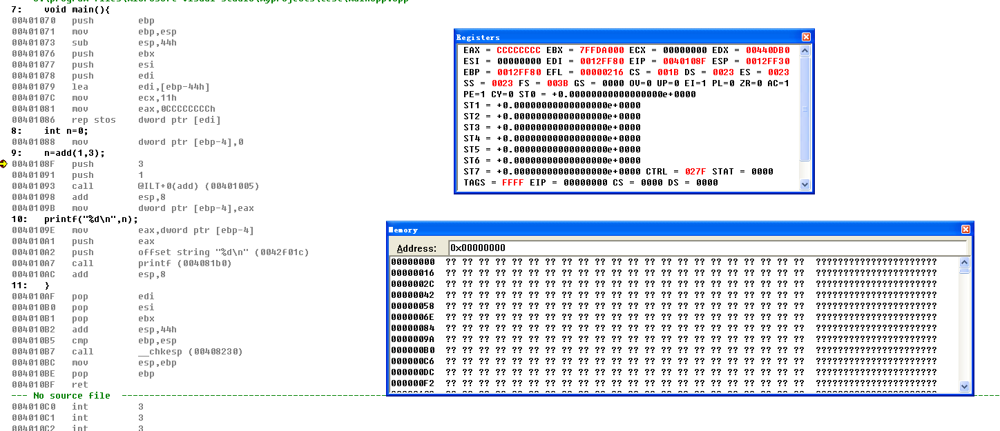 7: void main(){
00401070 push ebp
00401071 mov ebp,esp
00401073 sub esp,44h
00401076 push ebx
00401077 push esi
00401078 push edi
00401079 lea edi,[ebp-44h]
0040107C mov ecx,11h
00401081 mov eax,0CCCCCCCCh
00401086 rep stos dword ptr [edi]
8: int n=0;
00401088 mov dword ptr [ebp-4],0
9: n=add(1,3);
0040108F push 3
00401091 push 1
00401093 call @ILT+0(add) (00401005)
00401098 add esp,8
0040109B mov dword ptr [ebp-4],eax
10: printf("%d\n",n);
0040109E mov eax,dword ptr [ebp-4]
004010A1 push eax
004010A2 push offset string "%d\n" (0042f01c)
004010A7 call printf (004081b0)
004010AC add esp,8
11: }
004010AF pop edi
004010B0 pop esi
004010B1 pop ebx
004010B2 add esp,44h
004010B5 cmp ebp,esp
004010B7 call __chkesp (00408230)
004010BC mov esp,ebp
004010BE pop ebp
004010BF ret
--- No source file
004010C0 int 3
004010C1 int 3
004010C2 int 3
Registers
EAX = CCCCCCCC EBX = 7FFDA000 ECX = 00000000 EDX = 00440DB0
ESI = 00000000 EDI = 0012FF80 EIP = 0040108F ESP = 0012FF30
EBP = 0012FF80 EFL = 00000216 CS = 001B DS = 0023 ES = 0023
SS = 0023 FS = 003B GS = 0000 OV=0 UP=0 EI=1 PL=0 ZR=0 AC=1
PE=1 CY=0 ST0 = +0.00000000000000000e+0000
ST1 = +0.00000000000000000e+0000
ST2 = +0.00000000000000000e+0000
ST3 = +0.00000000000000000e+0000
ST4 = +0.00000000000000000e+0000
ST5 = +0.00000000000000000e+0000
ST6 = +0.00000000000000000e+0000
ST7 = +0.00000000000000000e+0000 CTRL = 027F STAT = 0000
TAGS = FFFF EIP = 00000000 CS = 0000 DS = 0000
Memory
Address: 0x00000000
00000000 ?? ?? ?? ?? ?? ?? ?? ?? ?? ?? ?? ?? ?? ?? ?? ?? ?? ?? ?? ?? ?? ?? ??????????????????????
00000016 ?? ?? ?? ?? ?? ?? ?? ?? ?? ?? ?? ?? ?? ?? ?? ?? ?? ?? ?? ?? ?? ?? ??????????????????????
0000002C ?? ?? ?? ?? ?? ?? ?? ?? ?? ?? ?? ?? ?? ?? ?? ?? ?? ?? ?? ?? ?? ?? ??????????????????????
00000042 ?? ?? ?? ?? ?? ?? ?? ?? ?? ?? ?? ?? ?? ?? ?? ?? ?? ?? ?? ?? ?? ?? ??????????????????????
00000058 ?? ?? ?? ?? ?? ?? ?? ?? ?? ?? ?? ?? ?? ?? ?? ?? ?? ?? ?? ?? ?? ?? ??????????????????????
0000006E ?? ?? ?? ?? ?? ?? ?? ?? ?? ?? ?? ?? ?? ?? ?? ?? ?? ?? ?? ?? ?? ?? ??????????????????????
00000084 ?? ?? ?? ?? ?? ?? ?? ?? ?? ?? ?? ?? ?? ?? ?? ?? ?? ?? ?? ?? ?? ?? ??????????????????????
0000009A ?? ?? ?? ?? ?? ?? ?? ?? ?? ?? ?? ?? ?? ?? ?? ?? ?? ?? ?? ?? ?? ?? ??????????????????????
000000B0 ?? ?? ?? ?? ?? ?? ?? ?? ?? ?? ?? ?? ?? ?? ?? ?? ?? ?? ?? ?? ?? ?? ??????????????????????
000000C6 ?? ?? ?? ?? ?? ?? ?? ?? ?? ?? ?? ?? ?? ?? ?? ?? ?? ?? ?? ?? ?? ?? ??????????????????????
000000DC ?? ?? ?? ?? ?? ?? ?? ?? ?? ?? ?? ?? ?? ?? ?? ?? ?? ?? ?? ?? ?? ?? ??????????????????????
000000F2 ?? ?? ?? ?? ?? ?? ?? ?? ?? ?? ?? ?? ?? ?? ?? ?? ?? ?? ?? ?? ?? ?? ??????????????????????